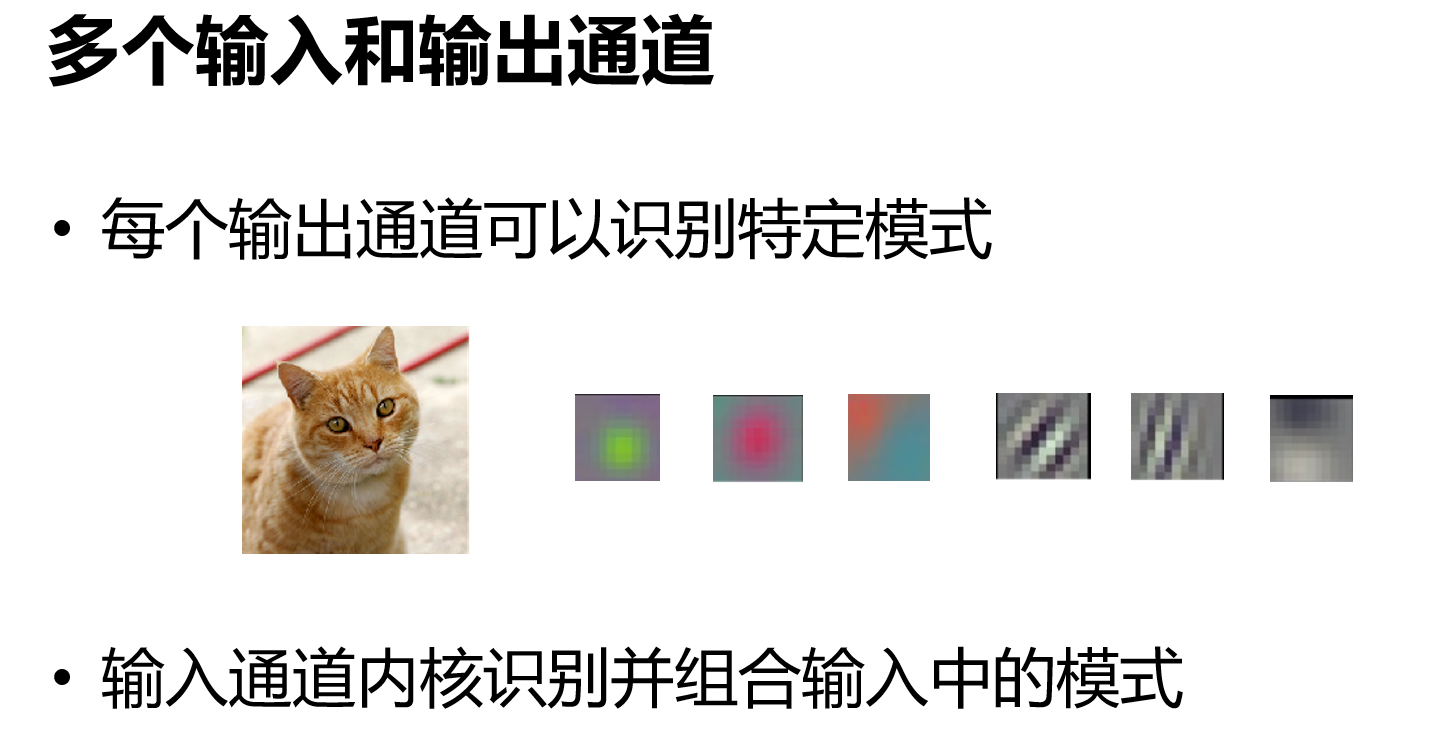 多个输入和输出通道
• 每个输出通道可以识别特定模式
• 输入通道内核识别并组合输入中的模式